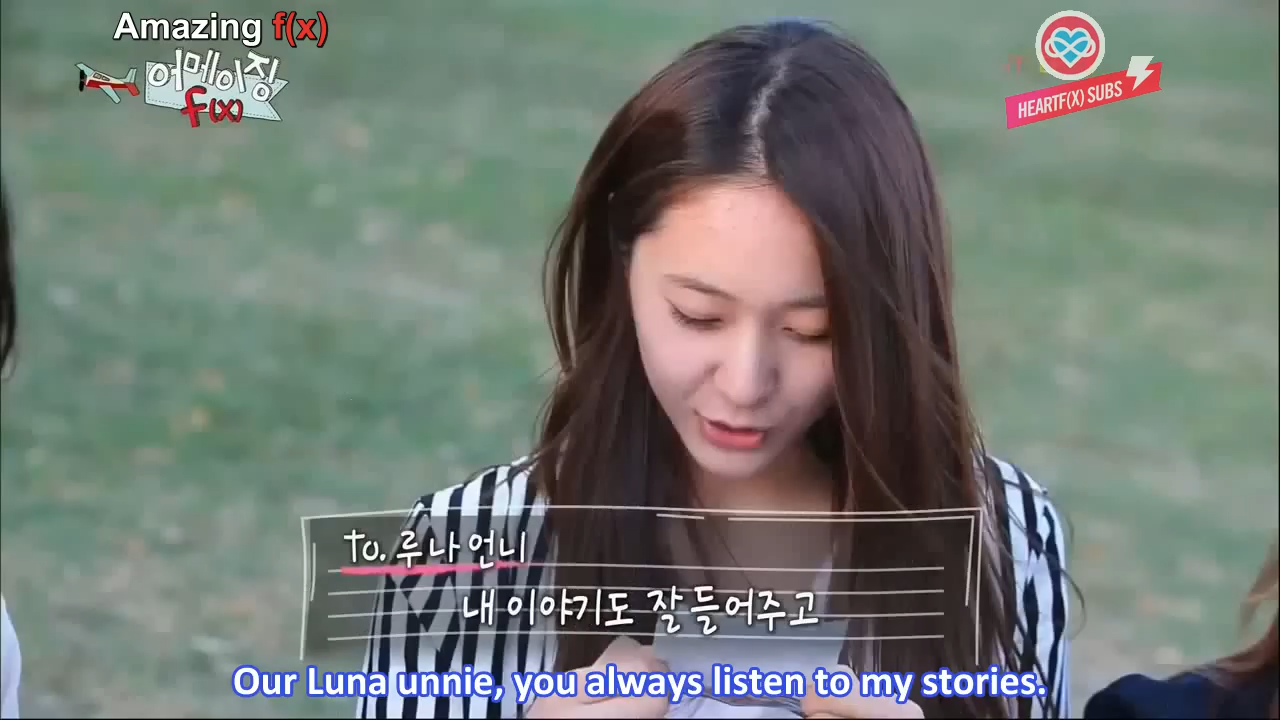 Amazing f(x)
어메이징
f(x)
HEARTF(X) SUBS
to. 루나 언니
내 이야기도 잘 들어주고
Our Luna unnie, you always listen to my stories.